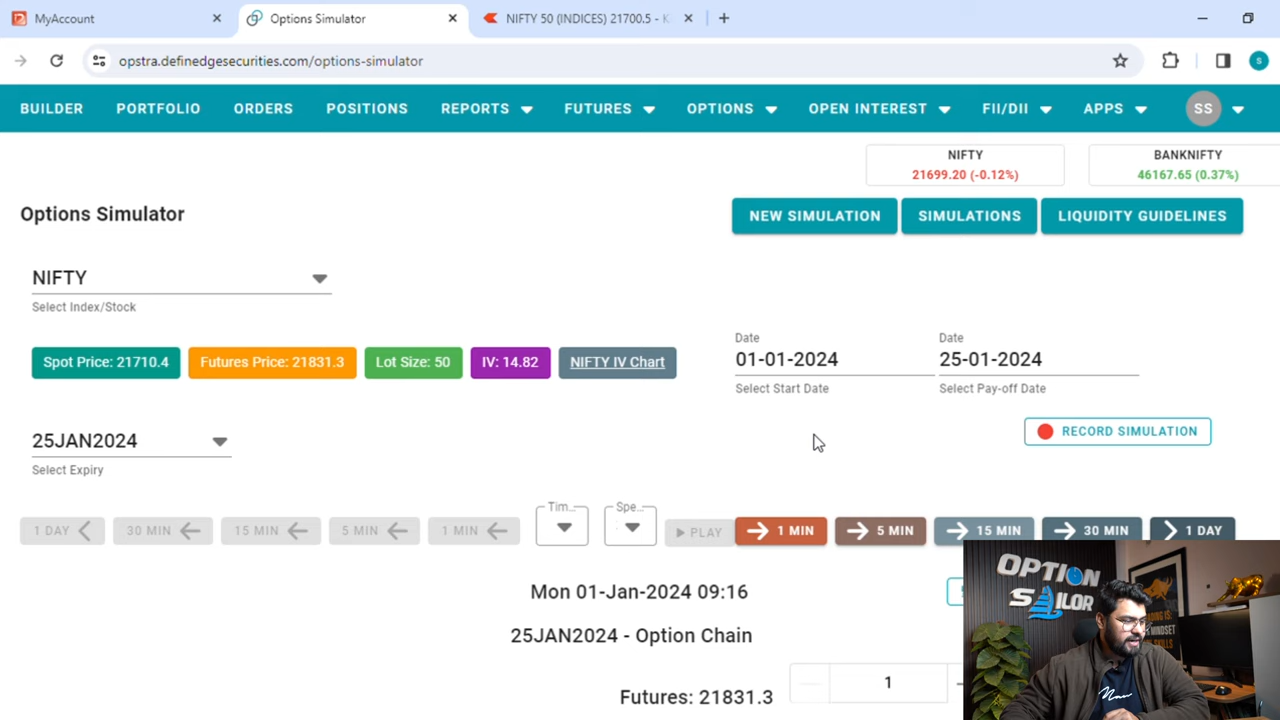 MyAccount
Options Simulator
NIFTY 50 (INDICES) 21700.5 - K
opstra.definedgesecurities.com/options-simulator
S
BUILDER PORTFOLIO ORDERS POSITIONS REPORTS FUTURES OPTIONS OPEN INTEREST FII/DII APPS SS
NIFTY
21699.20 (-0.12%)
BANKNIFTY
46167.65 (0.37%)
Options Simulator
NEW SIMULATION SIMULATIONS LIQUIDITY GUIDELINES
NIFTY
Select Index/Stock
Spot Price: 21710.4 Futures Price: 21831.3 Lot Size: 50 IV: 14.82 NIFTY IV Chart
Date
01-01-2024
Select Start Date
Date
25-01-2024
Select Pay-off Date
RECORD SIMULATION
25JAN2024
Select Expiry
1 DAY 30 MIN 15 MIN 5 MIN 1 MIN Tim... Spe... PLAY 1 MIN 5 MIN 15 MIN 30 MIN 1 DAY
Mon 01-Jan-2024 09:16
25JAN2024 - Option Chain
1
Futures: 21831.3
OPTION
SAILOR